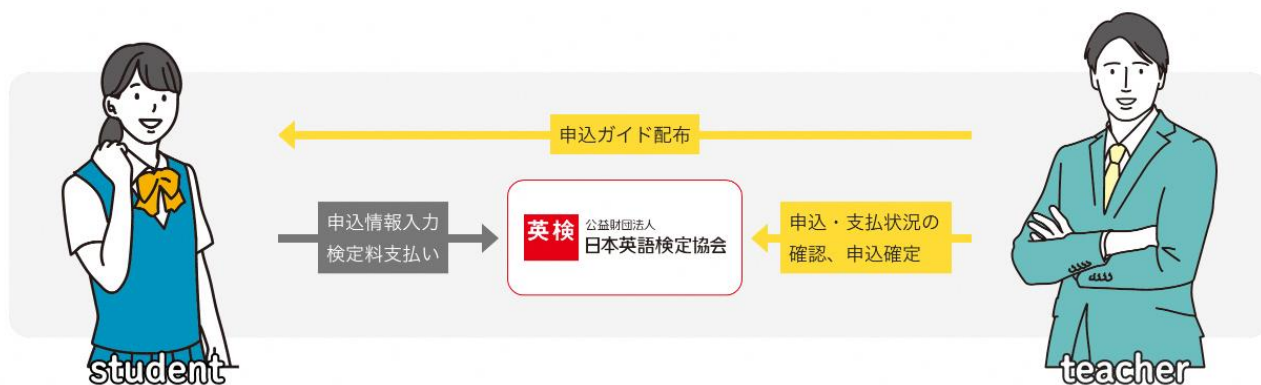 申込ガイド配布
申込情報入力
検定料支払い
英検
公益財団法人
日本英語検定協会
申込・支払状況の
確認、申込確定
student
teacher